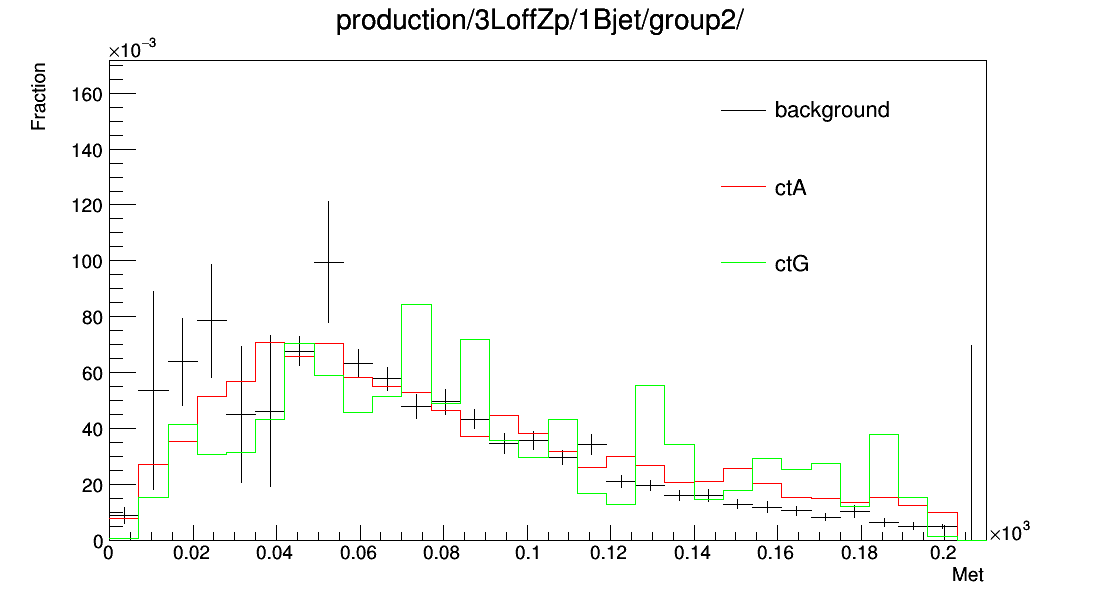 production/3LoffZp/1Bjet/group2/
×10⁻³
Fraction
160
140
120
100
80
60
40
20
0
background
ctA
ctG
0 0.02 0.04 0.06 0.08 0.1 0.12 0.14 0.16 0.18 0.2
×10³
Met